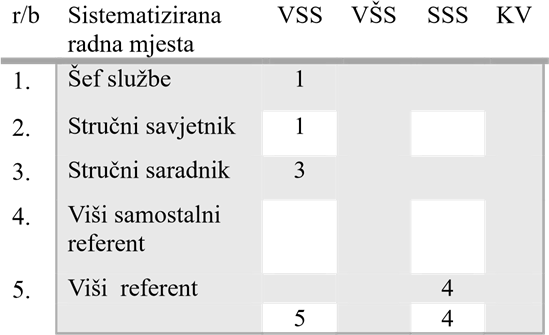 r/b Sistematizirana radna mjesta VSS VŠS SSS KV
1. Šef službe 1
2. Stručni savjetnik 1
3. Stručni saradnik 3
4. Viši samostalni referent
5. Viši referent 4
5 4